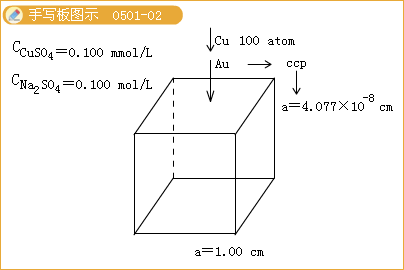 手写板图示 0501-02
Cu 100 atom
C_CuSO₄=0.100 mmol/L
Au → ccp
C_Na₂SO₄=0.100 mol/L
a=4.077×10⁻⁸ cm
a=1.00 cm